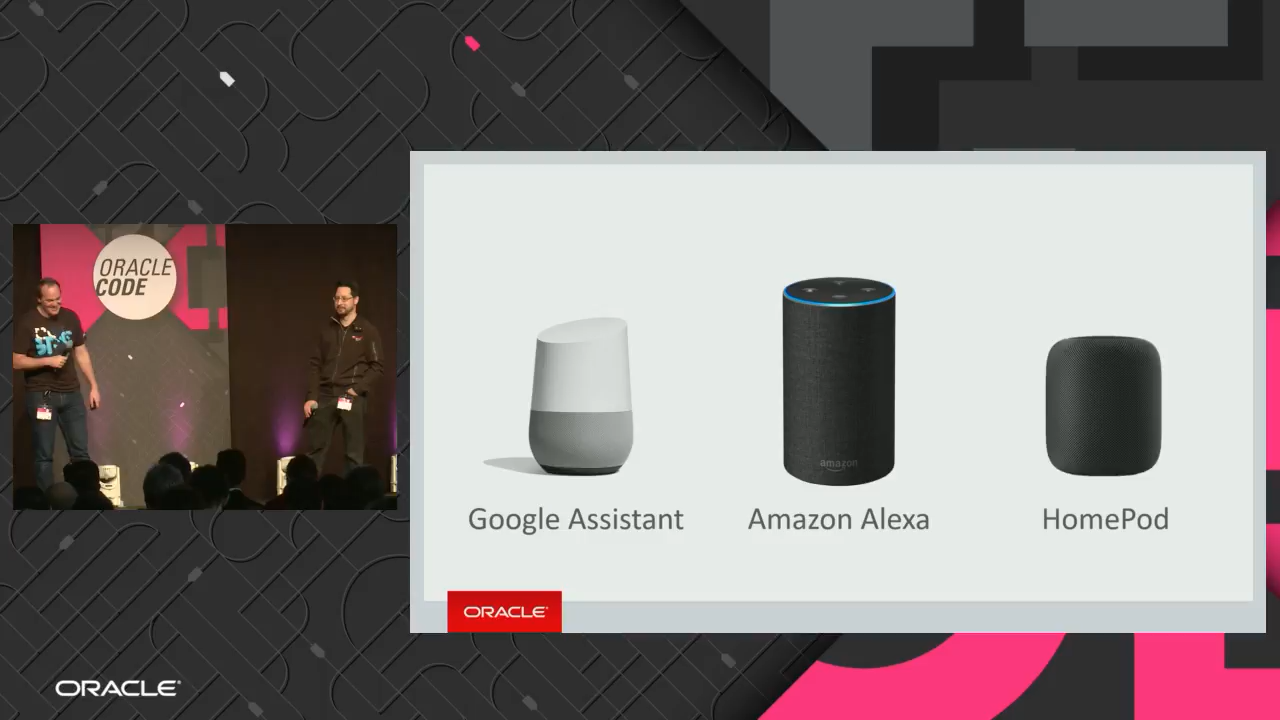 ORACLE
CODE
amazon
Google Assistant
Amazon Alexa
HomePod
ORACLE
ORACLE